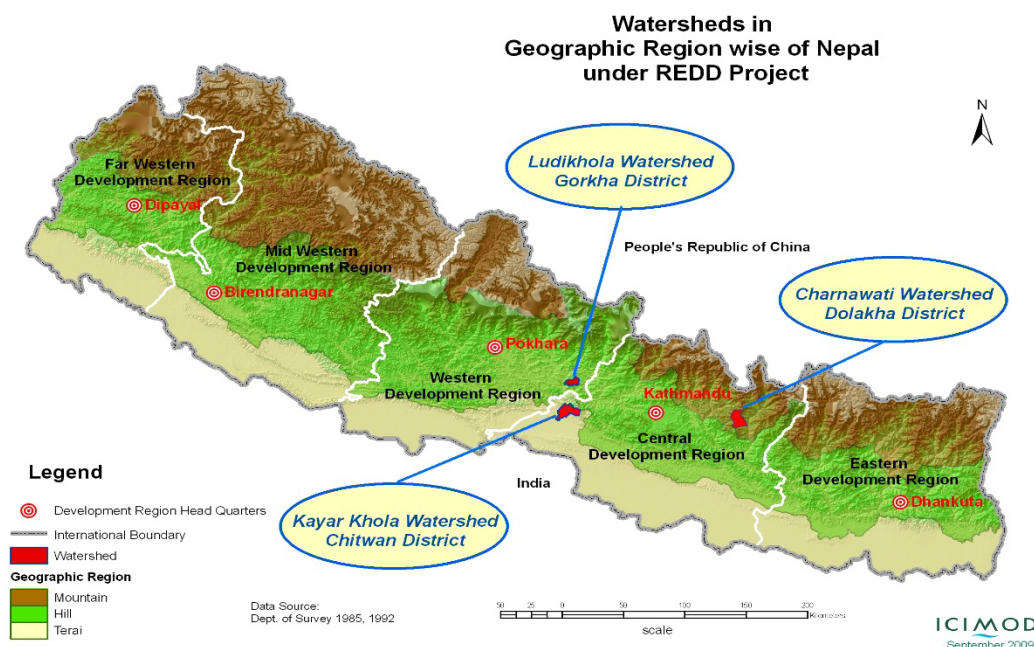 Watersheds in
Geographic Region wise of Nepal
under REDD Project
N
Ludikhola Watershed
Gorkha District
Far Western
Development Region
Dipayal
People's Republic of China
Mid Western
Development Region
Birendranagar
Charnawati Watershed
Dolakha District
Pokhara
Western
Development Region
Kathmandu
Central
Development Region
Eastern
Development Region
Dhankuta
India
Kayar Khola Watershed
Chitwan District
Legend
Development Region Head Quarters
International Boundary
Watershed
Geographic Region
Mountain
Hill
Terai
Data Source:
Dept. of Survey 1985, 1992
50 25 0 50 100 150 200
Kilometers
scale
ICIMOD
September 2009